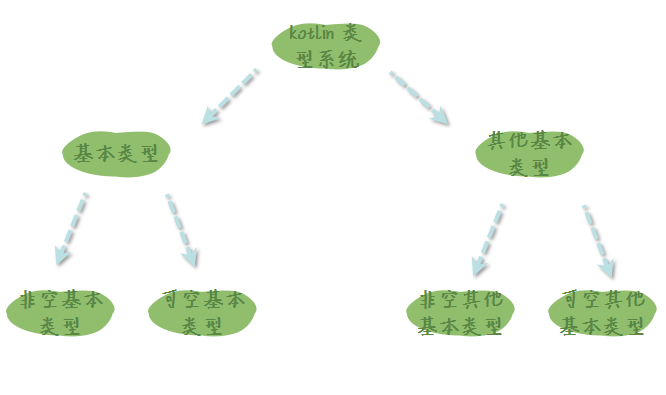 kotlin 类
型系统
基本类型
其他基本
类型
非空基本
类型
可空基本
类型
非空其他
基本类型
可空其他
基本类型